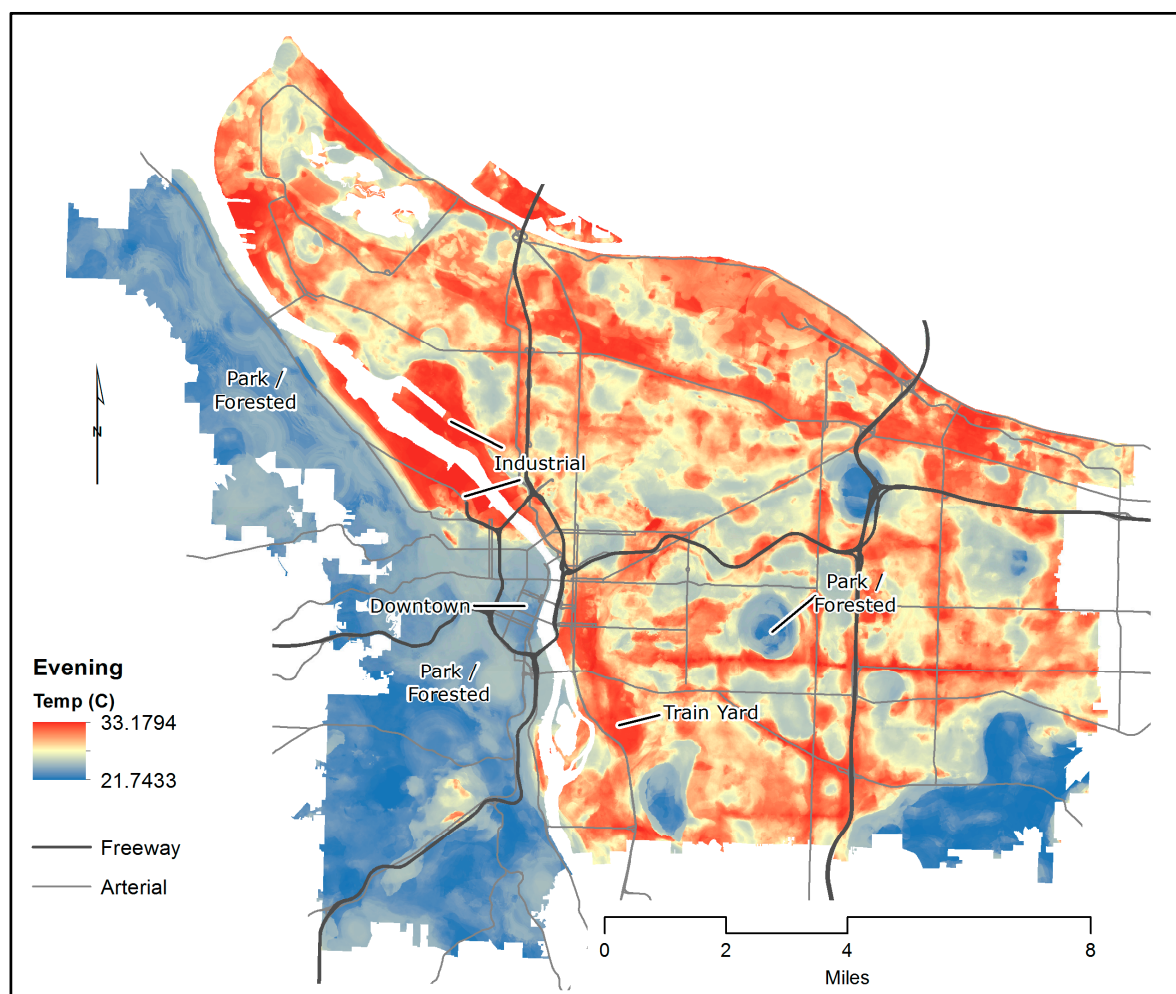 Park /
Forested
N
Industrial
Park /
Forested
Downtown
Park /
Forested
Evening
Temp (C)
33.1794
21.7433
Train Yard
Freeway
Arterial
0 2 4 8
Miles